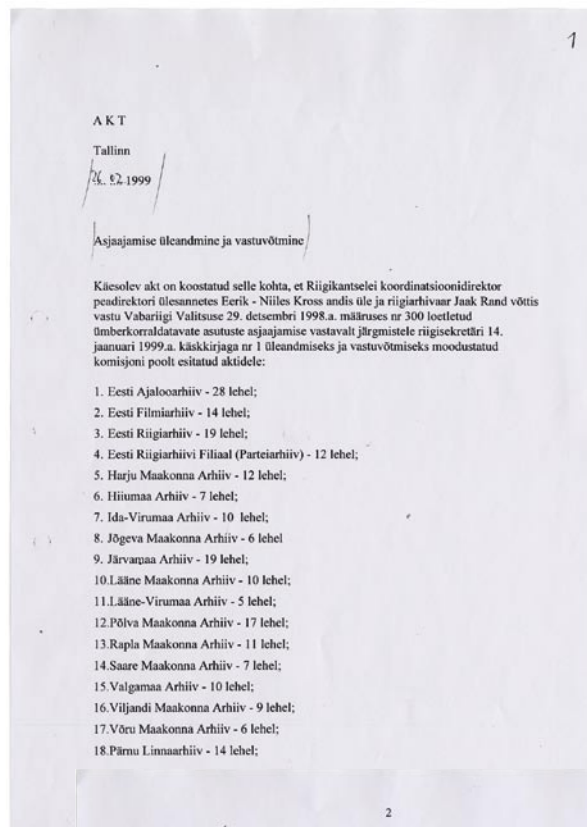 1
A K T
Tallinn
26. 02.1999
Asjaajamise üleandmine ja vastuvõtmine
Käesolev akt on koostatud selle kohta, et Riigikantselei koordinatsioonidirektor
peadirektori ülesannetes Eerik - Niiles Kross andis üle ja riigiarhivaar Jaak Rand võttis
vastu Vabariigi Valitsuse 29. detsembri 1998.a. määruses nr 300 loetletud
ümberkorraldatavate asutuste asjaajamise vastavalt järgmistele riigisekretäri 14.
jaanuari 1999.a. käskkirjaga nr 1 üleandmiseks ja vastuvõtmiseks moodustatud
komisjoni poolt esitatud aktidele:
1. Eesti Ajalooarhiiv - 28 lehel;
2. Eesti Filmiarhiiv - 14 lehel;
3. Eesti Riigiarhiiv - 19 lehel;
4. Eesti Riigiarhiivi Filiaal (Parteiarhiiv) - 12 lehel;
5. Harju Maakonna Arhiiv - 12 lehel;
6. Hiiumaa Arhiiv - 7 lehel;
7. Ida-Virumaa Arhiiv - 10 lehel;
8. Jõgeva Maakonna Arhiiv - 6 lehel
9. Järvamaa Arhiiv - 19 lehel;
10.Lääne Maakonna Arhiiv - 10 lehel;
11.Lääne-Virumaa Arhiiv - 5 lehel;
12.Põlva Maakonna Arhiiv - 17 lehel;
13.Rapla Maakonna Arhiiv - 11 lehel;
14.Saare Maakonna Arhiiv - 7 lehel;
15.Valgamaa Arhiiv - 10 lehel;
16.Viljandi Maakonna Arhiiv - 9 lehel;
17.Võru Maakonna Arhiiv - 6 lehel;
18.Pärnu Linnaarhiiv - 14 lehel;
2